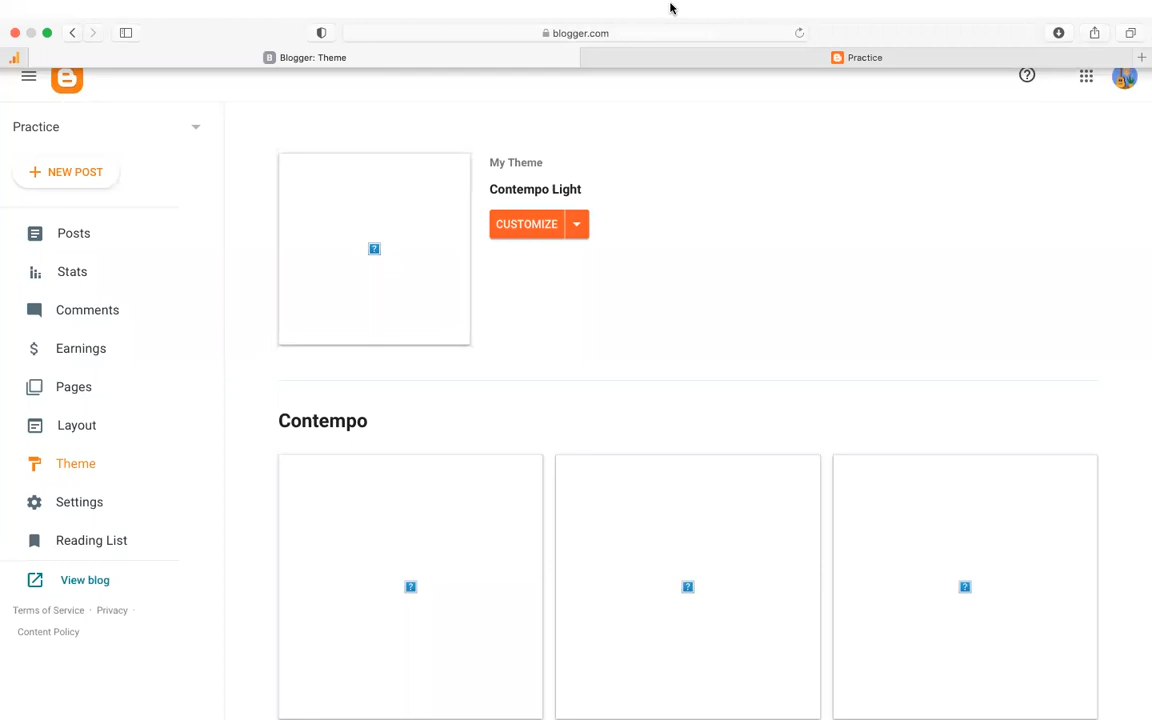 blogger.com
Blogger: Theme
Practice
Practice
NEW POST
Posts
Stats
Comments
Earnings
Pages
Layout
Theme
Settings
Reading List
View blog
Terms of Service · Privacy ·
Content Policy
My Theme
Contempo Light
CUSTOMIZE
Contempo